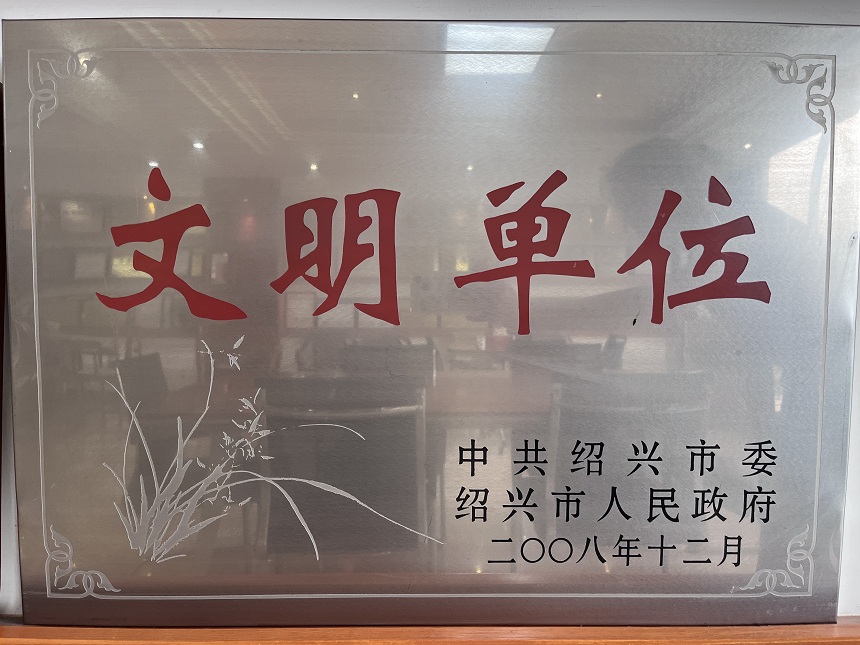 文明单位
中共绍兴市委
绍兴市人民政府
二〇〇八年十二月